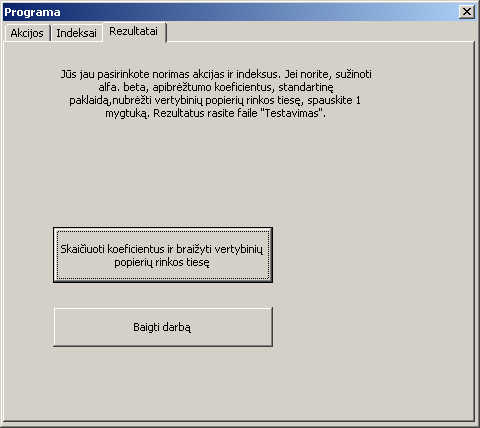 Programa
Akcijos Indeksai Rezultatai
Jūs jau pasirinkote norimas akcijas ir indeksus. Jei norite, sužinoti
alfa. beta, apibrėžtumo koeficientus, standartinę
paklaidą,nubrėžti vertybinių popierių rinkos tiesę, spauskite 1
mygtuką. Rezultatus rasite faile "Testavimas".
Skaičiuoti koeficientus ir braižyti vertybinių
popierių rinkos tiesę
Baigti darbą